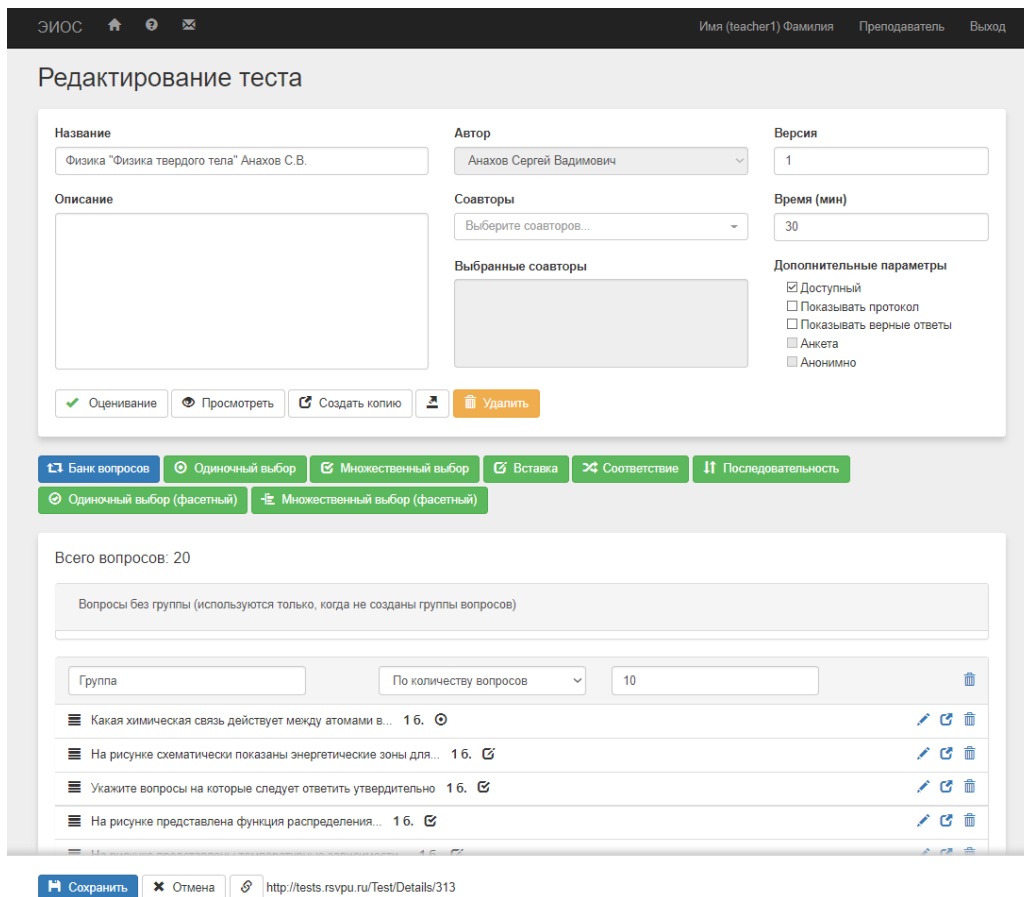 ЭИОС Имя (teacher1) Фамилия Преподаватель Выход
Редактирование теста
Название Автор Версия
Физика "Физика твердого тела" Анахов С.В. Анахов Сергей Вадимович 1
Описание Соавторы Время (мин)
Выберите соавторов... 30
Выбранные соавторы Дополнительные параметры
Доступный
Показывать протокол
Показывать верные ответы
Анкета
Анонимно
Оценивание Просмотреть Создать копию Удалить
Банк вопросов Одиночный выбор Множественный выбор Вставка Соответствие Последовательность
Одиночный выбор (фасетный) Множественный выбор (фасетный)
Всего вопросов: 20
Вопросы без группы (используются только, когда не созданы группы вопросов)
Группа По количеству вопросов 10
Какая химическая связь действует между атомами в... 1 б.
На рисунке схематически показаны энергетические зоны для... 1 б.
Укажите вопросы на которые следует ответить утвердительно 1 б.
На рисунке представлена функция распределения... 1 б.
На рисунке представлены температурные зависимости... 1 б.
Сохранить Отмена http://tests.rsvpu.ru/Test/Details/313